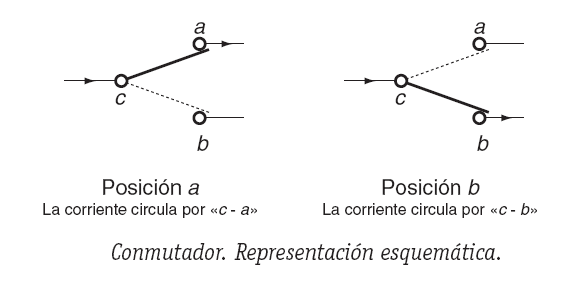 a
c
b
Posición a
La corriente circula por «c - a»
a
c
b
Posición b
La corriente circula por «c - b»
Conmutador. Representación esquemática.